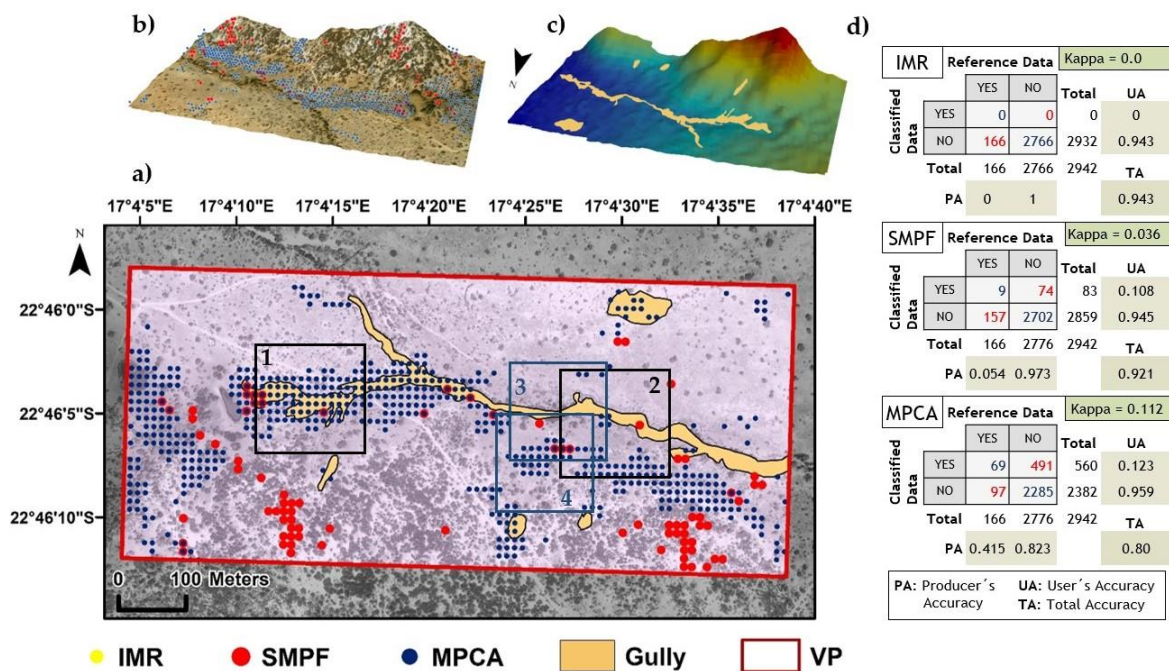 b)
c)
d)
N
IMR
Reference Data
Kappa = 0.0
YES NO Total UA
Classified Data
YES 0 0 0 0
NO 166 2766 2932 0.943
Total 166 2766 2942 TA
PA 0 1 0.943
SMPF
Reference Data
Kappa = 0.036
YES NO Total UA
Classified Data
YES 9 74 83 0.108
NO 157 2702 2859 0.945
Total 166 2776 2942 TA
PA 0.054 0.973 0.921
MPCA
Reference Data
Kappa = 0.112
YES NO Total UA
Classified Data
YES 69 491 560 0.123
NO 97 2285 2382 0.959
Total 166 2776 2942 TA
PA 0.415 0.823 0.80
PA: Producer´s Accuracy UA: User´s Accuracy
TA: Total Accuracy
a)
17°4'5"E 17°4'10"E 17°4'15"E 17°4'20"E 17°4'25"E 17°4'30"E 17°4'35"E 17°4'40"E
N
22°46'0"S
22°46'5"S
22°46'10"S
1
3
2
4
0 100 Meters
IMR SMPF MPCA Gully VP